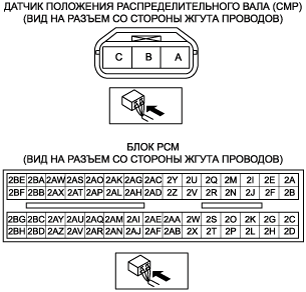 ДАТЧИК ПОЛОЖЕНИЯ РАСПРЕДЕЛИТЕЛЬНОГО ВАЛА (CMP)
(ВИД НА РАЗЪЕМ СО СТОРОНЫ ЖГУТА ПРОВОДОВ)
C B A
БЛОК PCM
(ВИД НА РАЗЪЕМ СО СТОРОНЫ ЖГУТА ПРОВОДОВ)
2BE 2BA 2AW 2AS 2AO 2AK 2AG 2AC 2Y 2U 2Q 2M 2I 2E 2A
2BF 2BB 2AX 2AT 2AP 2AL 2AH 2AD 2Z 2V 2R 2N 2J 2F 2B
2BG 2BC 2AY 2AU 2AQ 2AM 2AI 2AE 2AA 2W 2S 2O 2K 2G 2C
2BH 2BD 2AZ 2AV 2AR 2AN 2AJ 2AF 2AB 2X 2T 2P 2L 2H 2D